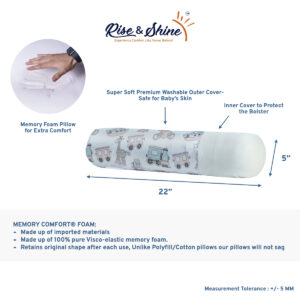 Rise & Shine
Experience Comfort Like Never Before!
Super Soft Premium Washable Outer Cover-
Safe for Baby's Skin
Inner Cover to Protect
the Bolster
Memory Foam Pillow
for Extra Comfort
5"
22"
MEMORY COMFORT® FOAM:
- Made up of imported materials
- Made up of 100% pure Visco-elastic memory foam.
- Retains original shape after each use, Unlike Polyfill/Cotton pillows our pillows will not sag
Measurement Tolerance : +/- 5 MM